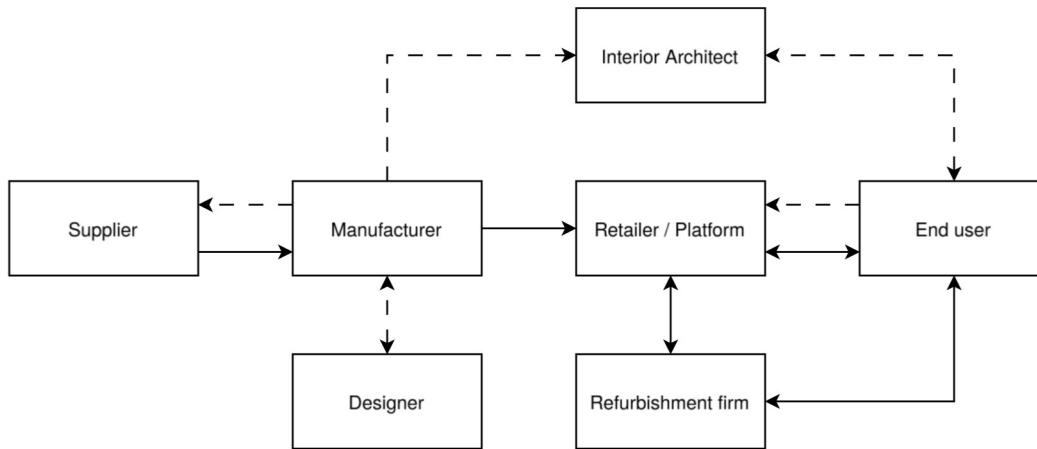 Interior Architect
Supplier
Manufacturer
Retailer / Platform
End user
Designer
Refurbishment firm